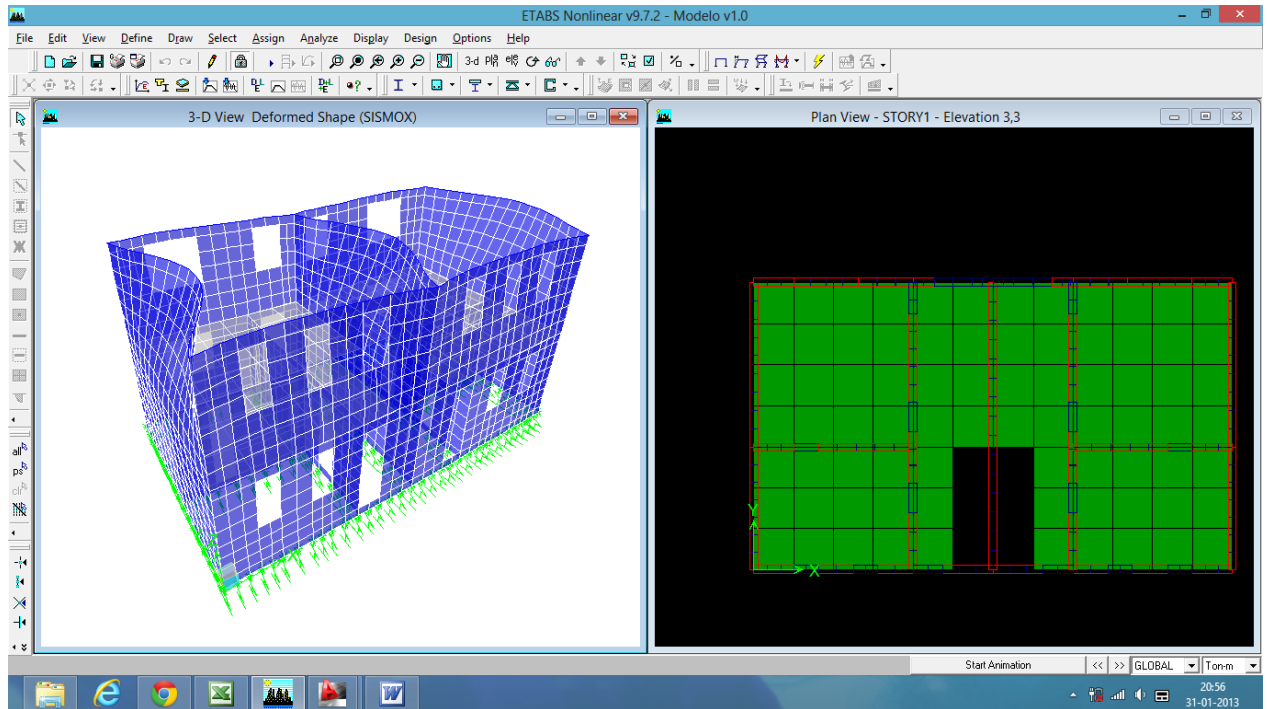 ETABS Nonlinear v9.7.2 - Modelo v1.0
File Edit View Define Draw Select Assign Analyze Display Design Options Help
3-d
3-D View Deformed Shape (SISMOX)
Plan View - STORY1 - Elevation 3,3
all
ps
clr
Y
X
Start Animation << >> GLOBAL Ton-m
20:56
31-01-2013